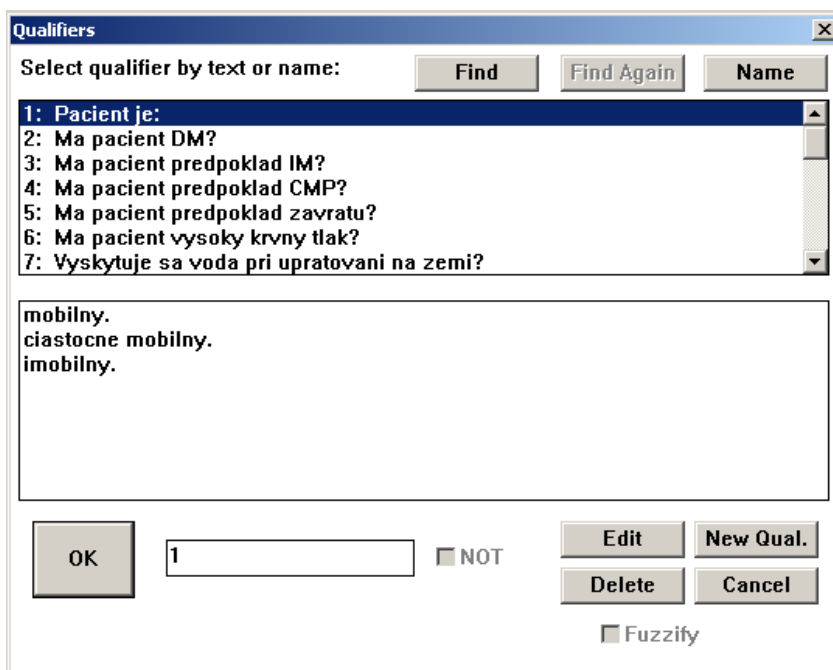 Qualifiers
Select qualifier by text or name:
Find
Find Again
Name
1: Pacient je:
2: Ma pacient DM?
3: Ma pacient predpoklad IM?
4: Ma pacient predpoklad CMP?
5: Ma pacient predpoklad zavratu?
6: Ma pacient vysoky krvny tlak?
7: Vyskytuje sa voda pri upratovani na zemi?
mobilny.
ciastocne mobilny.
imobilny.
OK
1
NOT
Edit
New Qual.
Delete
Cancel
Fuzzify